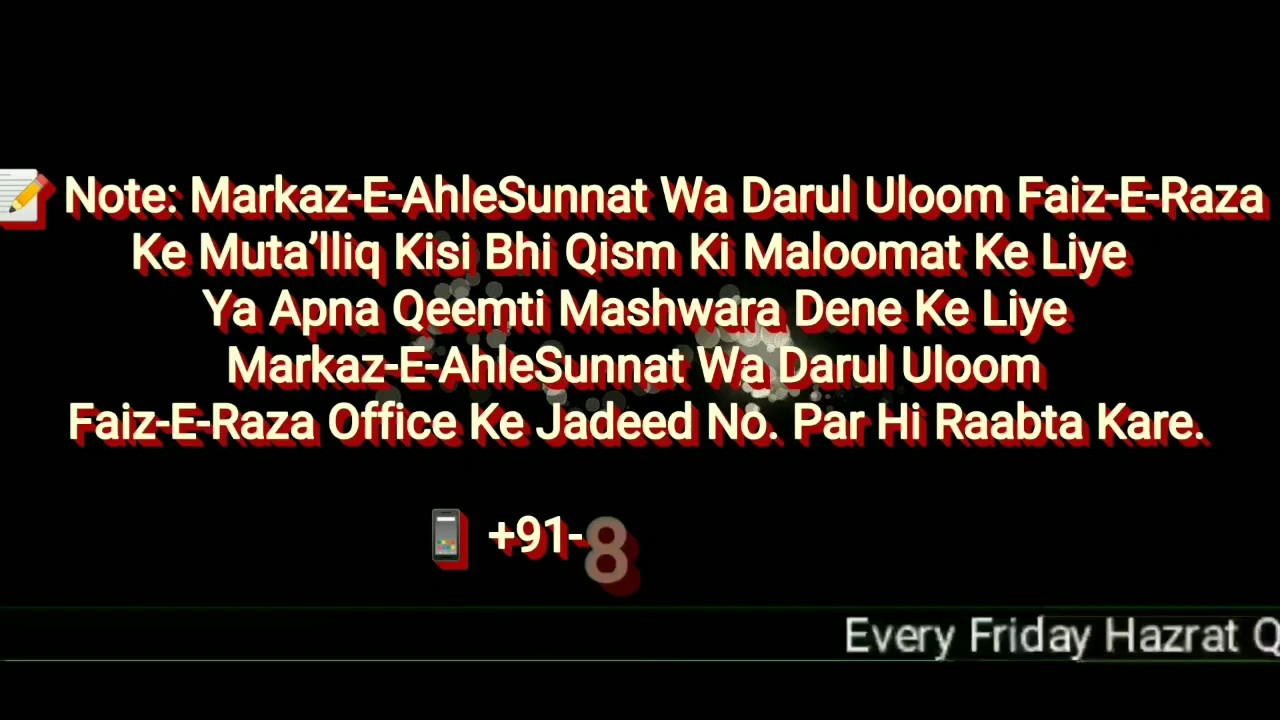 📝 Note: Markaz-E-AhleSunnat Wa Darul Uloom Faiz-E-Raza
Ke Muta’lliq Kisi Bhi Qism Ki Maloomat Ke Liye
Ya Apna Qeemti Mashwara Dene Ke Liye
Markaz-E-AhleSunnat Wa Darul Uloom
Faiz-E-Raza Office Ke Jadeed No. Par Hi Raabta Kare.
📱 +91-8
Every Friday Hazrat Q